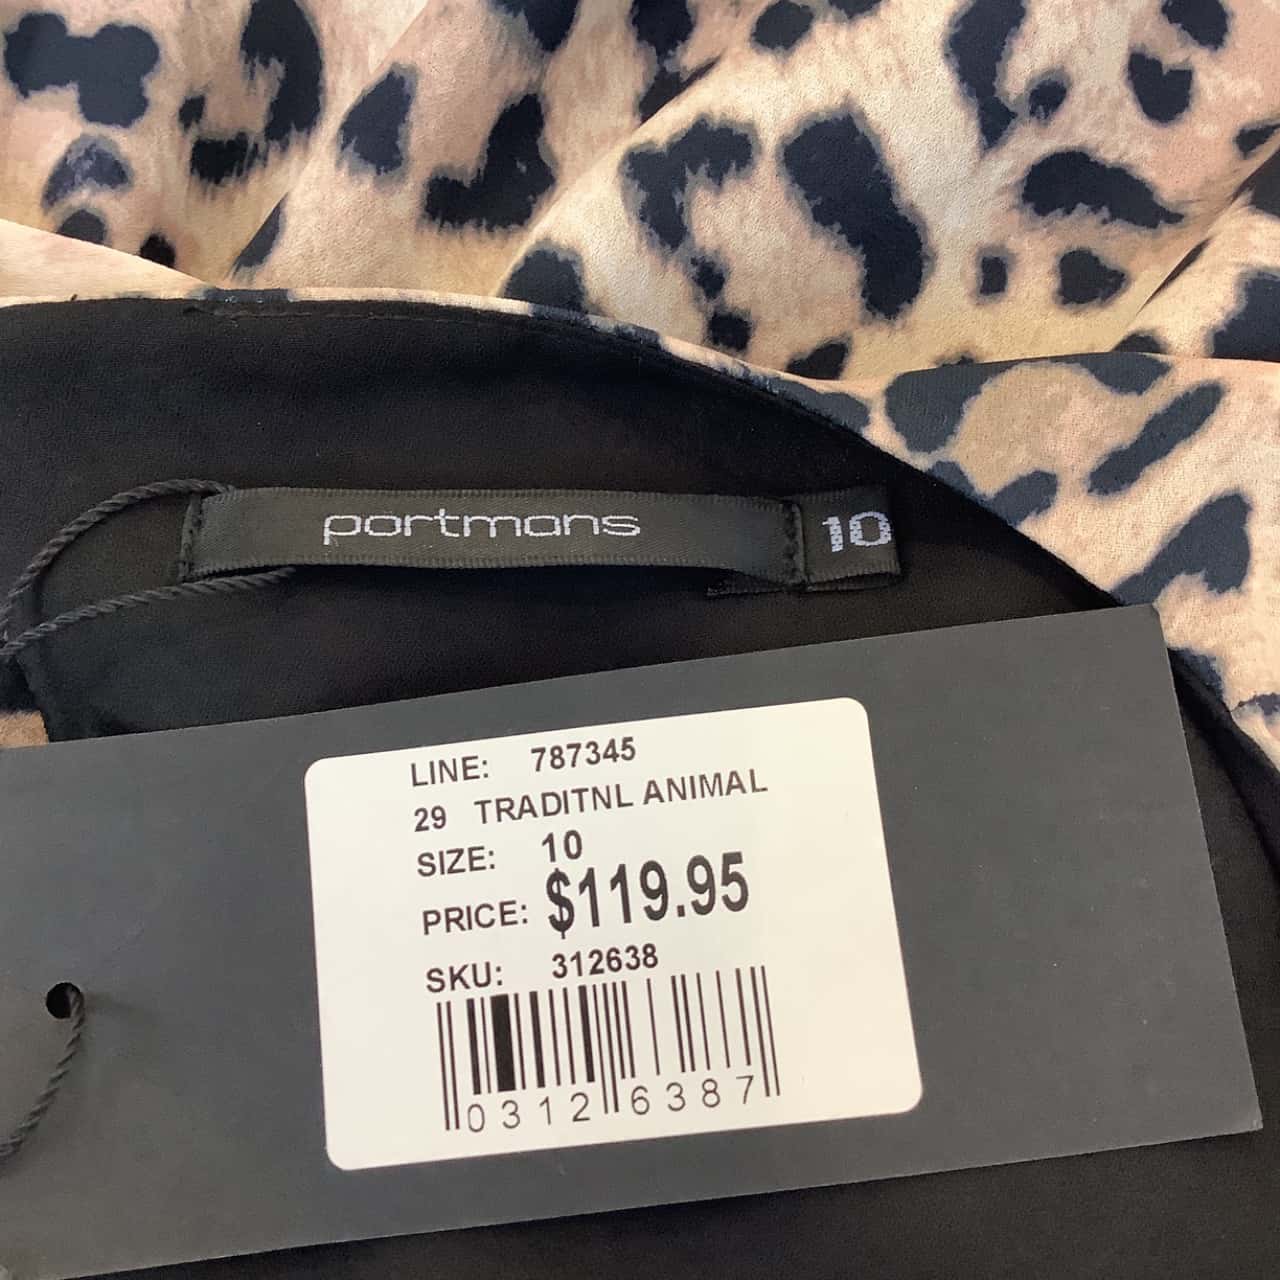 portmans 10
LINE: 787345
29 TRADITNL ANIMAL
SIZE: 10
PRICE: $119.95
SKU: 312638
0312 6387